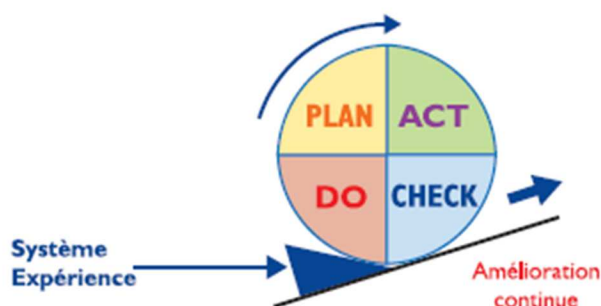 PLAN ACT
DO CHECK
Système
Expérience
Amélioration
continue